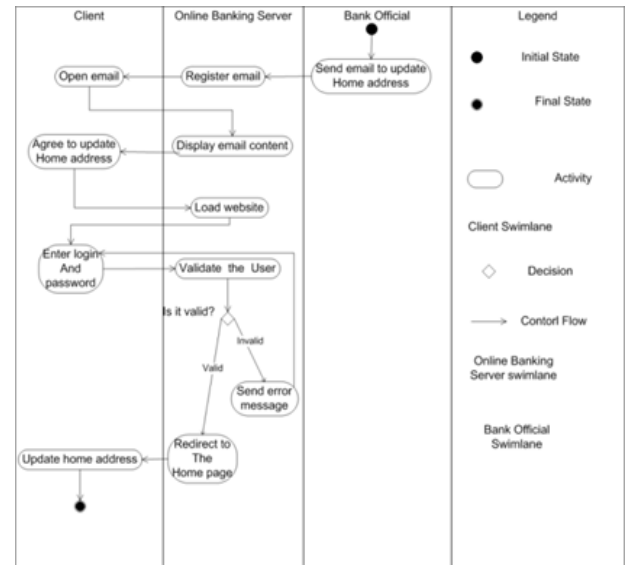 Client
Online Banking Server
Bank Official
Legend
Initial State
Send email to update
Home address
Open email
Register email
Final State
Agree to update
Home address
Display email content
Activity
Load website
Client Swimlane
Enter login
And
password
Validate the User
Decision
Is it valid?
Contorl Flow
Invalid
Valid
Online Banking
Server swimlane
Send error
message
Bank Official
Swimlane
Redirect to
The
Home page
Update home address